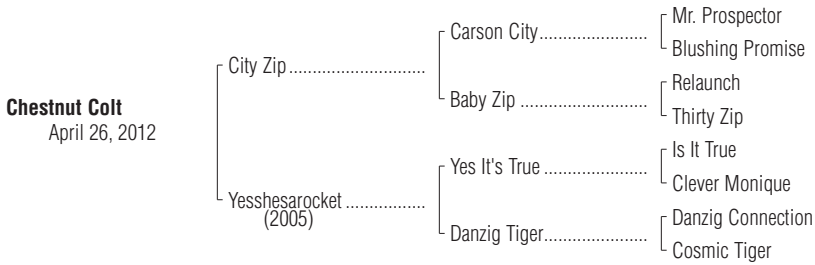 Mr. Prospector
Carson City............................
Blushing Promise
City Zip.............................
Relaunch
Baby Zip ...........................
Thirty Zip
Chestnut Colt
April 26, 2012
Is It True
Yes It's True ......................
Clever Monique
Yesshesarocket .................
(2005)
Danzig Connection
Danzig Tiger......................
Cosmic Tiger